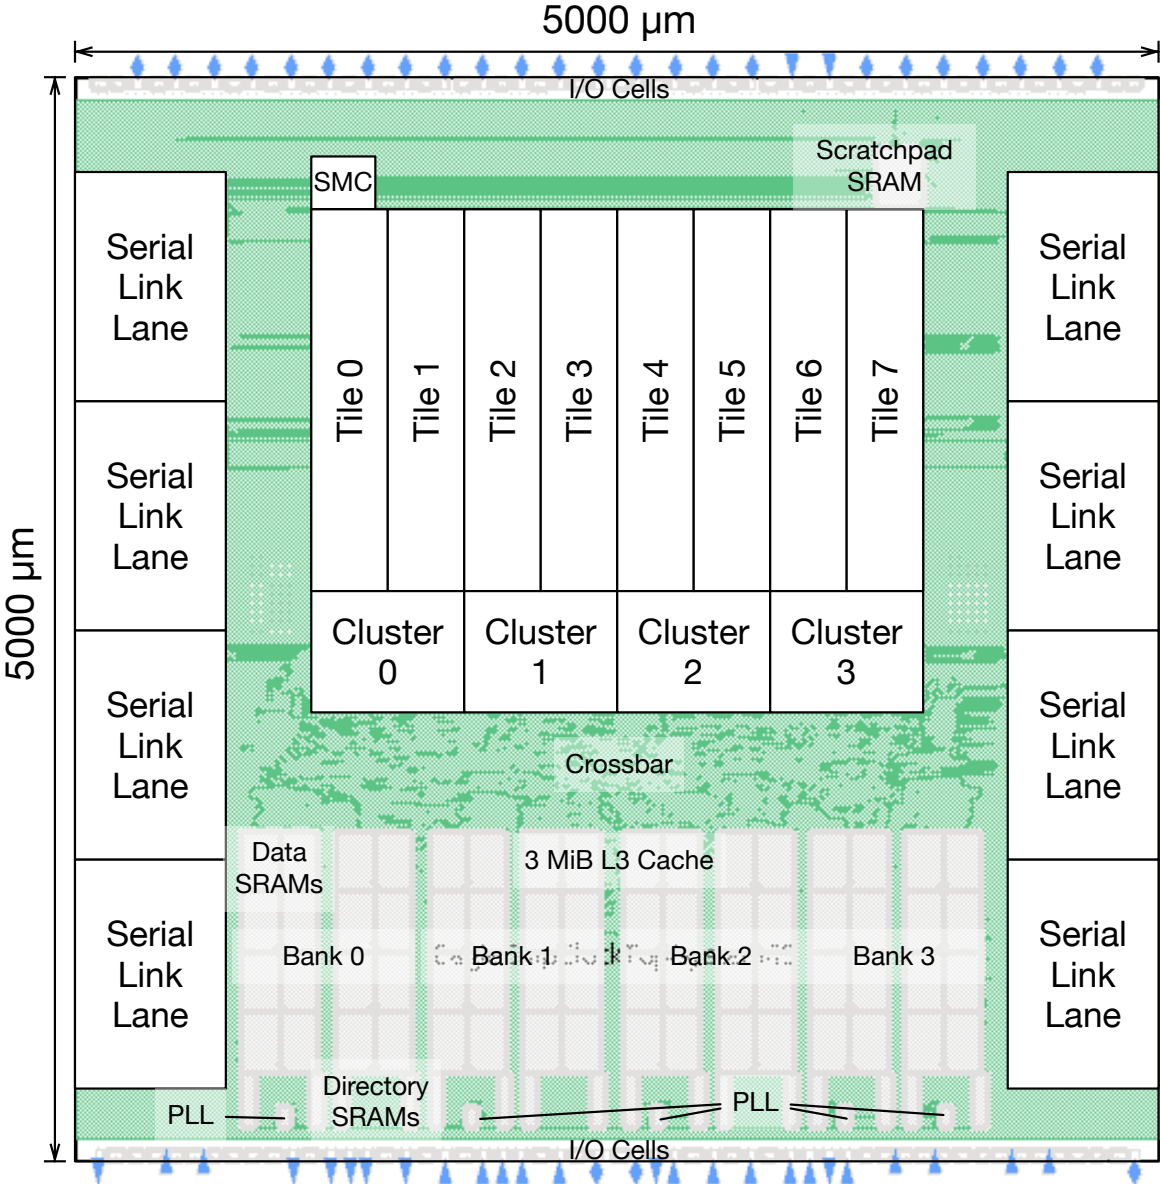 5000 µm
I/O Cells
Scratchpad
SRAM
SMC
Serial
Link
Lane
Serial
Link
Lane
Tile 0
Tile 1
Tile 2
Tile 3
Tile 4
Tile 5
Tile 6
Tile 7
Serial
Link
Lane
Serial
Link
Lane
5000 µm
Cluster
0
Cluster
1
Cluster
2
Cluster
3
Serial
Link
Lane
Serial
Link
Lane
Crossbar
Data
SRAMs
3 MiB L3 Cache
Serial
Link
Lane
Bank 0
Bank 1
Bank 2
Bank 3
Serial
Link
Lane
Directory
SRAMs
PLL
PLL
I/O Cells